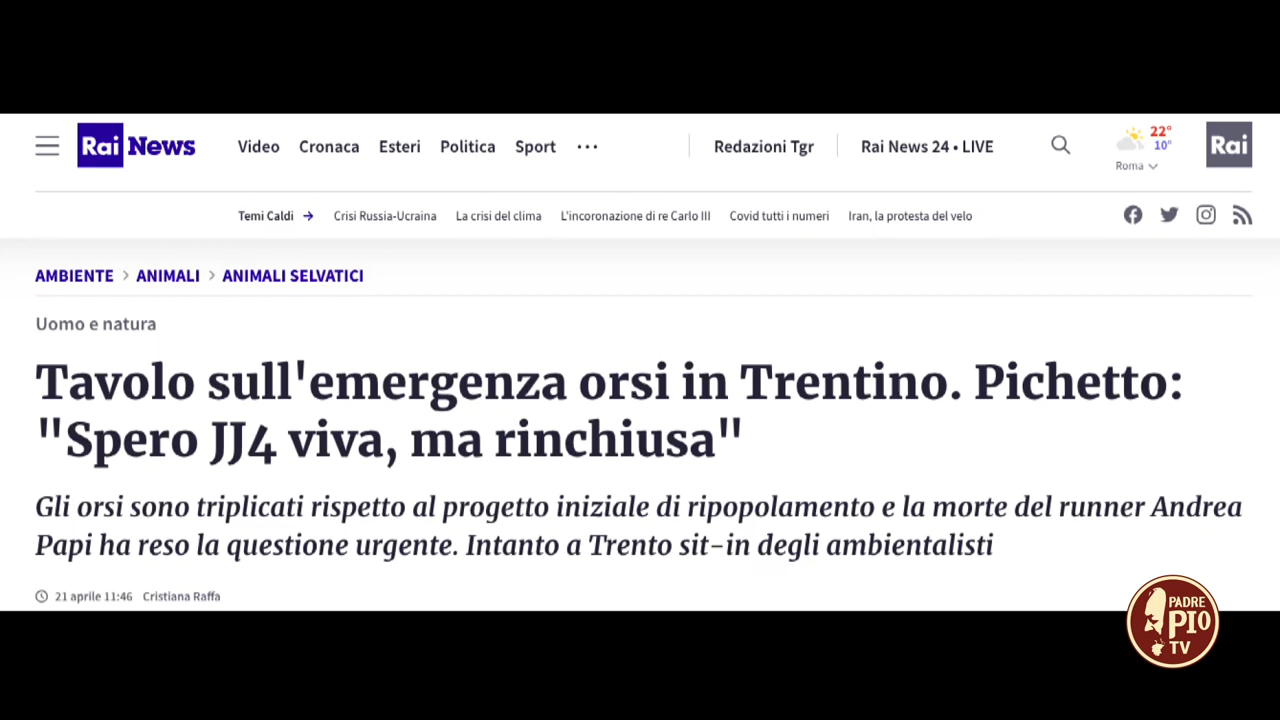 Rai News Video Cronaca Esteri Politica Sport ··· Redazioni Tgr Rai News 24 • LIVE 22° 10° Roma Rai
Temi Caldi → Crisi Russia-Ucraina La crisi del clima L'incoronazione di re Carlo III Covid tutti i numeri Iran, la protesta del velo
AMBIENTE > ANIMALI > ANIMALI SELVATICI
Uomo e natura
Tavolo sull'emergenza orsi in Trentino. Pichetto:
"Spero JJ4 viva, ma rinchiusa"
Gli orsi sono triplicati rispetto al progetto iniziale di ripopolamento e la morte del runner Andrea
Papi ha reso la questione urgente. Intanto a Trento sit-in degli ambientalisti
21 aprile 11:46 Cristiana Raffa
PADRE
PIO
TV